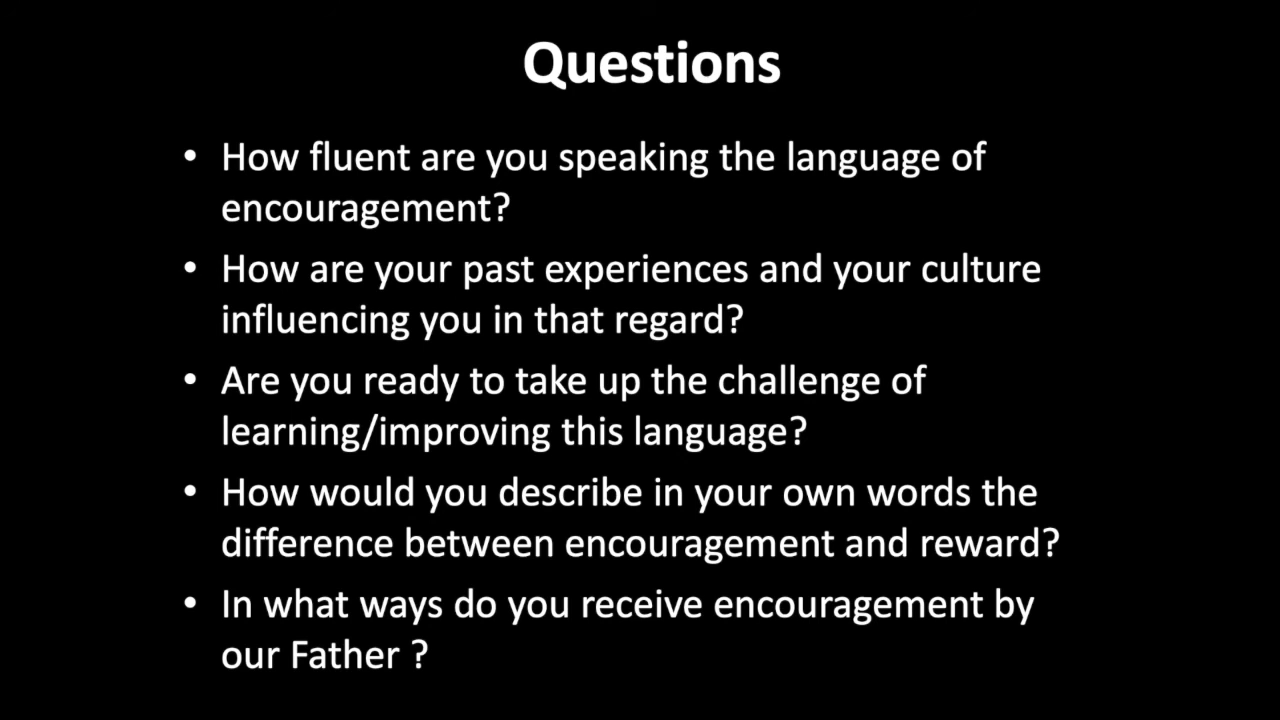 Questions
• How fluent are you speaking the language of
encouragement?
• How are your past experiences and your culture
influencing you in that regard?
• Are you ready to take up the challenge of
learning/improving this language?
• How would you describe in your own words the
difference between encouragement and reward?
• In what ways do you receive encouragement by
our Father ?